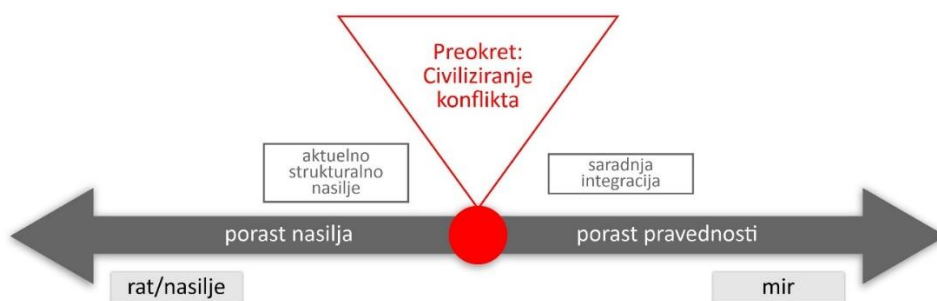 Preokret:
Civiliziranje
konflikta
aktuelno
strukturalno
nasilje
saradnja
integracija
porast nasilja
porast pravednosti
rat/nasilje
mir